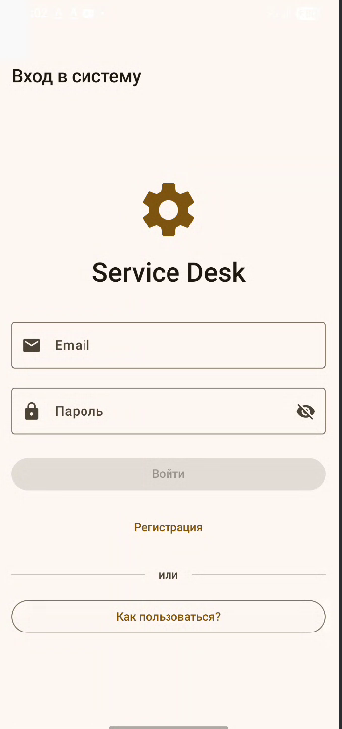 Вход в систему
Service Desk
Email
Пароль
Войти
Регистрация
или
Как пользоваться?